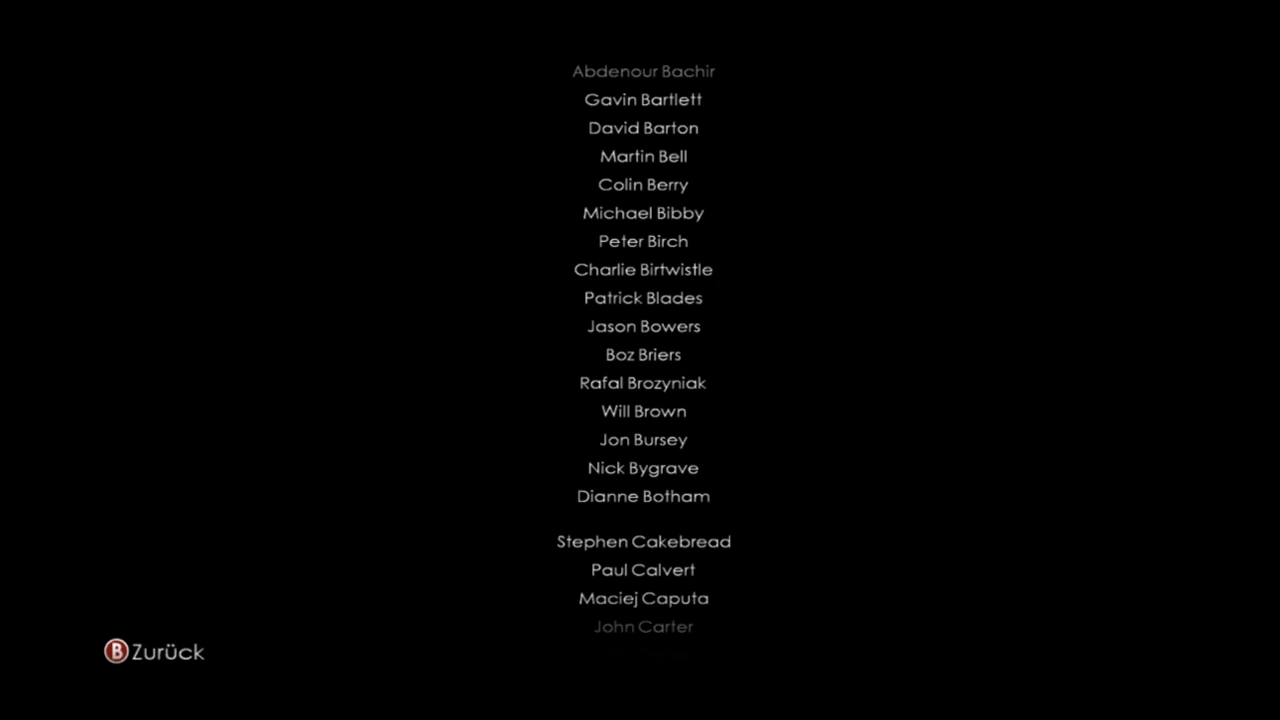 Abdenour Bachir
Gavin Bartlett
David Barton
Martin Bell
Colin Berry
Michael Bibby
Peter Birch
Charlie Birtwistle
Patrick Blades
Jason Bowers
Boz Briers
Rafal Brozyniak
Will Brown
Jon Bursey
Nick Bygrave
Dianne Botham
Stephen Cakebread
Paul Calvert
Maciej Caputa
John Carter
B Zurück